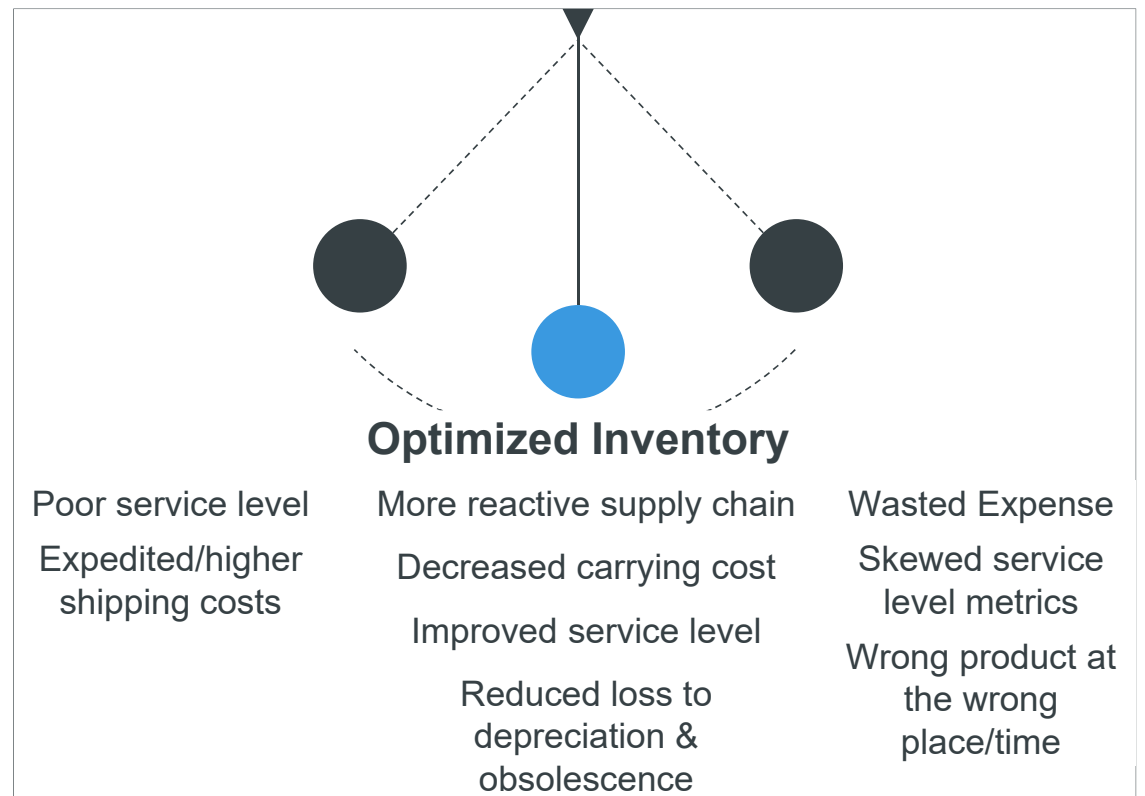 Optimized Inventory
Poor service level
Expedited/higher
shipping costs
More reactive supply chain
Decreased carrying cost
Improved service level
Reduced loss to
depreciation &
obsolescence
Wasted Expense
Skewed service
level metrics
Wrong product at
the wrong
place/time